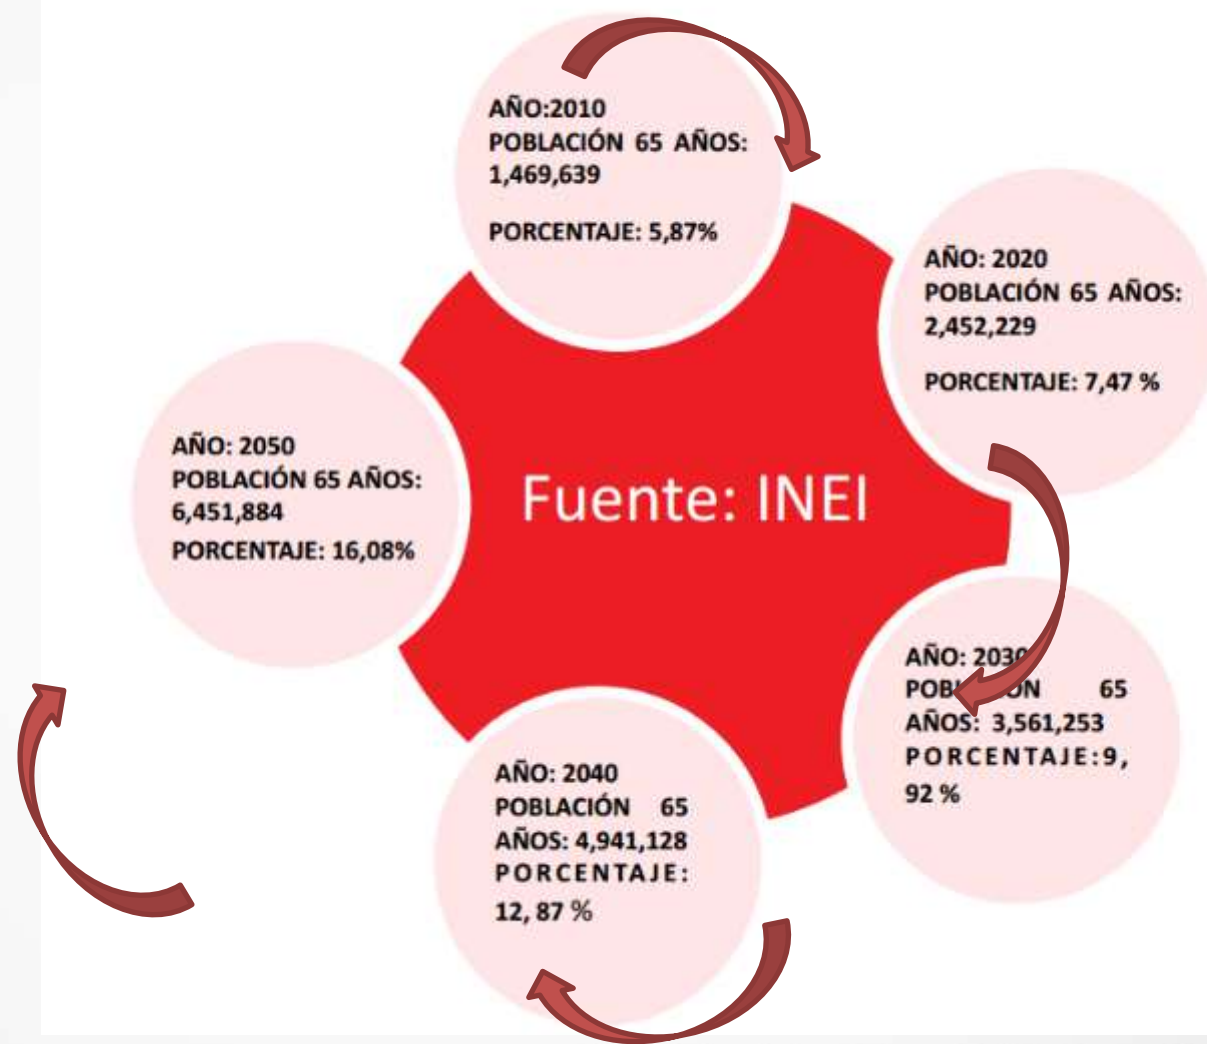 AÑO:2010
POBLACIÓN 65 AÑOS:
1,469,639
PORCENTAJE: 5,87%
AÑO: 2020
POBLACIÓN 65 AÑOS:
2,452,229
PORCENTAJE: 7,47 %
AÑO: 2050
POBLACIÓN 65 AÑOS:
6,451,884
PORCENTAJE: 16,08%
Fuente: INEI
AÑO: 2030
65
AÑOS: 3,561,253
PORCENTAJE:9,
92 %
AÑO: 2040
POBLACIÓN 65
AÑOS: 4,941,128
PORCENTAJE:
12, 87 %